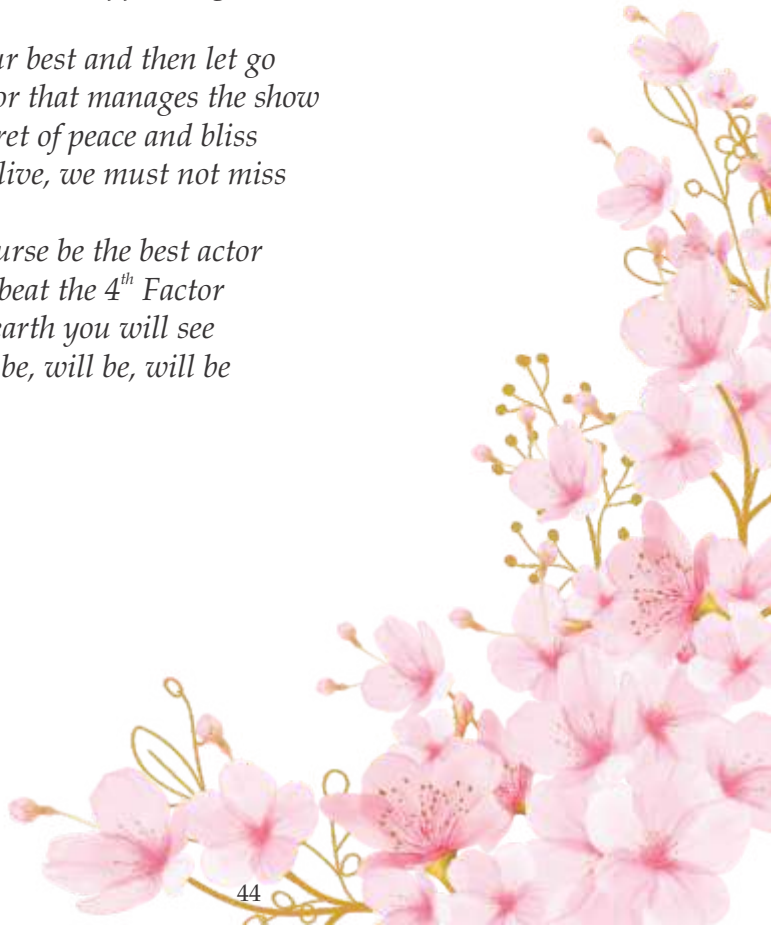 ur best and then let go
or that manages the show
ret of peace and bliss
live, we must not miss
urse be the best actor
beat the 4th Factor
earth you will see
be, will be, will be
44